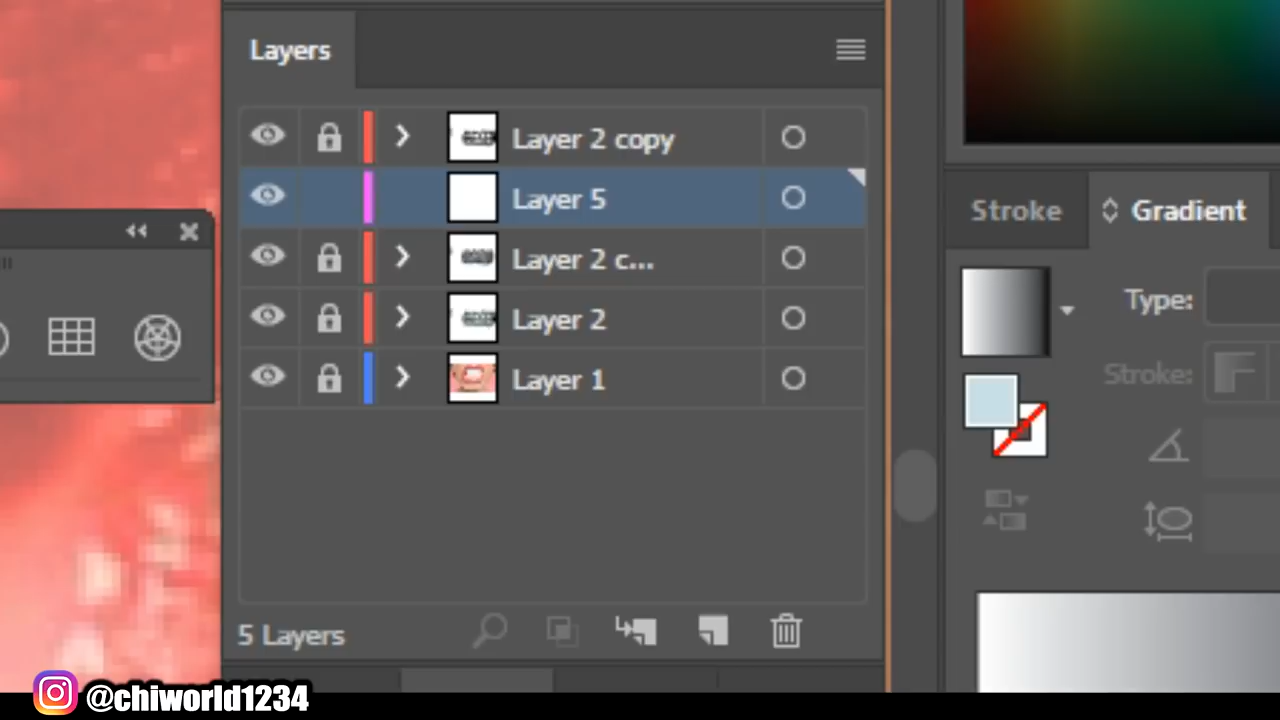 Layers
Layer 2 copy
Layer 5
Layer 2 c...
Layer 2
Layer 1
5 Layers
Stroke
Gradient
Type:
Stroke:
@chiworld1234